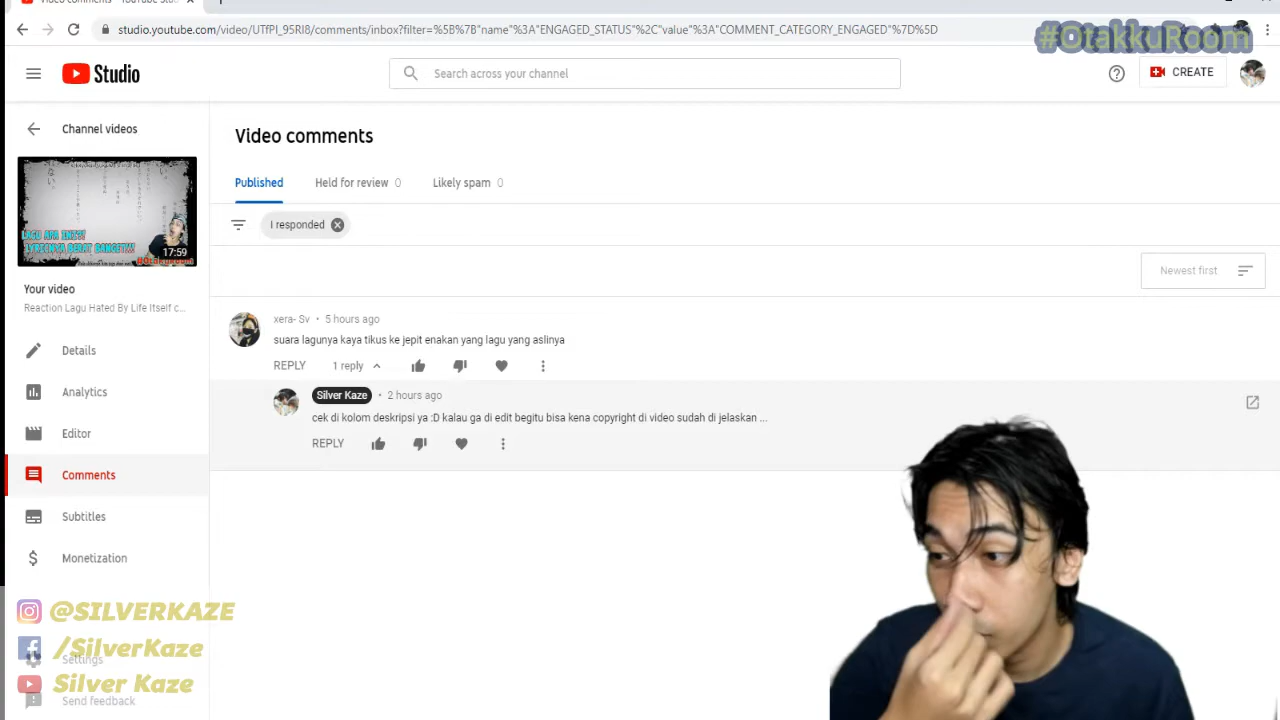 studio.youtube.com/video/UTfPI_95RI8/comments/inbox?filter=%5B%7B"name"%3A"ENGAGED_STATUS"%2C"value"%3A"COMMENT_CATEGORY_ENGAGED"%7D%5D
#OtakkuRoom
Studio
Search across your channel
CREATE
Channel videos
Video comments
Published
Held for review 0
Likely spam 0
I responded
LAGU APA INI?!
17:59
Newest first
Your video
Reaction Lagu Hated By Life Itself c...
xera- Sv • 5 hours ago
suara lagunya kaya tikus ke jepit enakan yang lagu yang aslinya
REPLY
1 reply
Silver Kaze • 2 hours ago
cek di kolom deskripsi ya :D kalau ga di edit begitu bisa kena copyright di video sudah di jelaskan ...
REPLY
Details
Analytics
Editor
Comments
Subtitles
Monetization
@SILVERKAZE
/SilverKaze
Settings
Silver Kaze
Send feedback